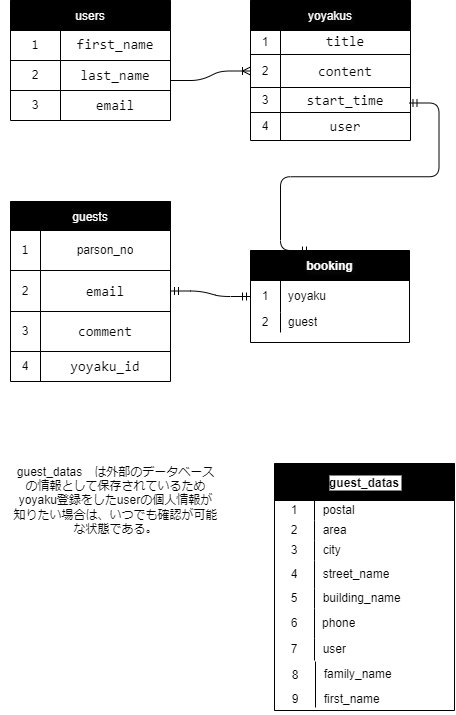 users
1 first_name
2 last_name
3 email
yoyakus
1 title
2 content
3 start_time
4 user
guests
1 parson_no
2 email
3 comment
4 yoyaku_id
booking
1 yoyaku
2 guest
guest_datas　は外部のデータベース
の情報として保存されているため
yoyaku登録をしたuserの個人情報が
知りたい場合は、いつでも確認が可能
な状態である。
guest_datas
1 postal
2 area
3 city
4 street_name
5 building_name
6 phone
7 user
8 family_name
9 first_name